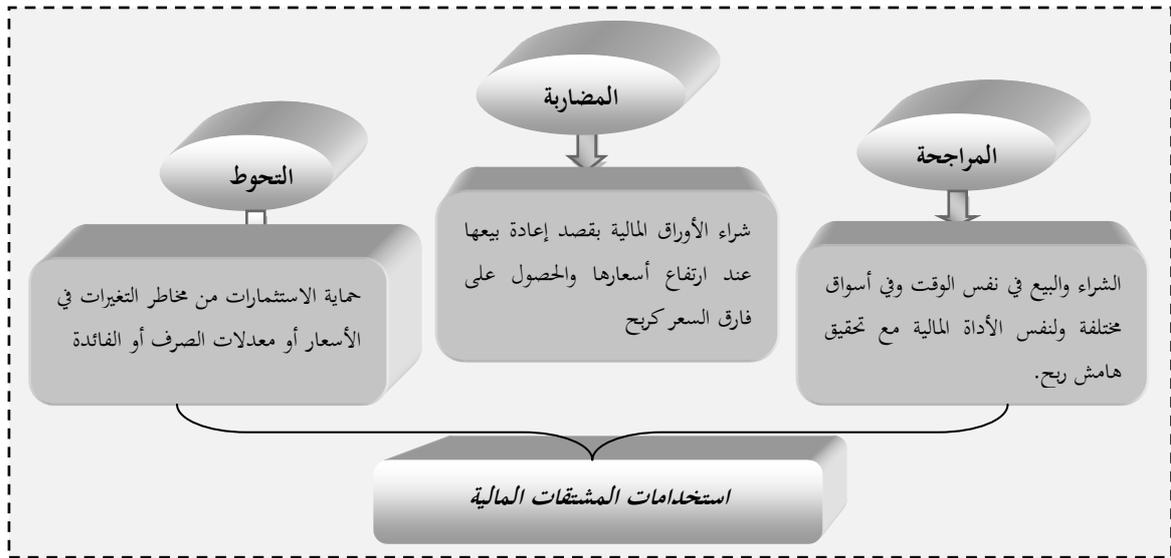 المراجحة
الشراء والبيع في نفس الوقت وفي أسواق
مختلفة ولنفس الأداة المالية مع تحقيق
هامش ربح.
المضاربة
شراء الأوراق المالية بقصد إعادة بيعها
عند ارتفاع أسعارها والحصول على
فارق السعر كربح
التحوط
حماية الاستثمارات من مخاطر التغيرات في
الأسعار أو معدلات الصرف أو الفائدة
استخدامات المشتقات المالية